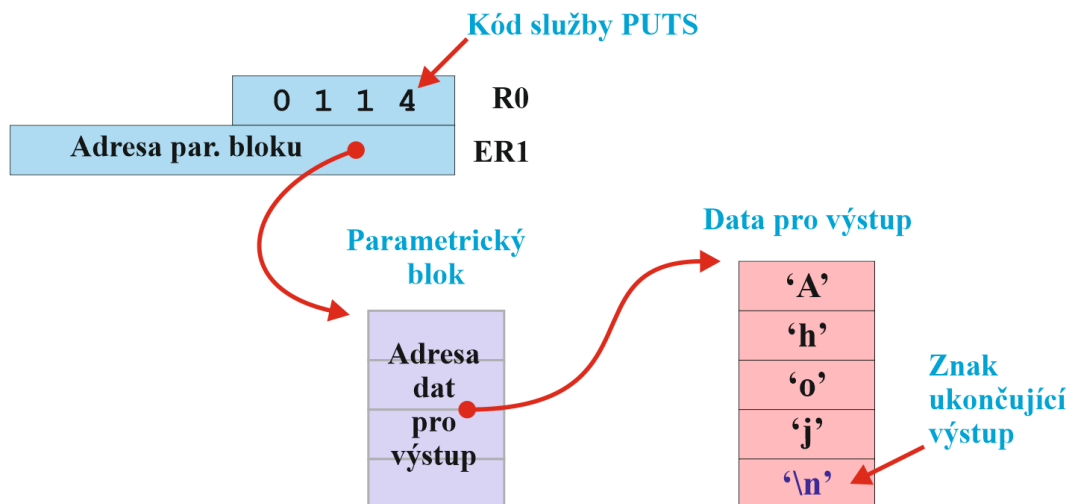 Kód služby PUTS
0 1 1 4 R0
Adresa par. bloku ER1
Parametrický
blok
Adresa
dat
pro
výstup
Data pro výstup
‘A’
‘h’
‘o’
‘j’
‘\n’
Znak
ukončující
výstup